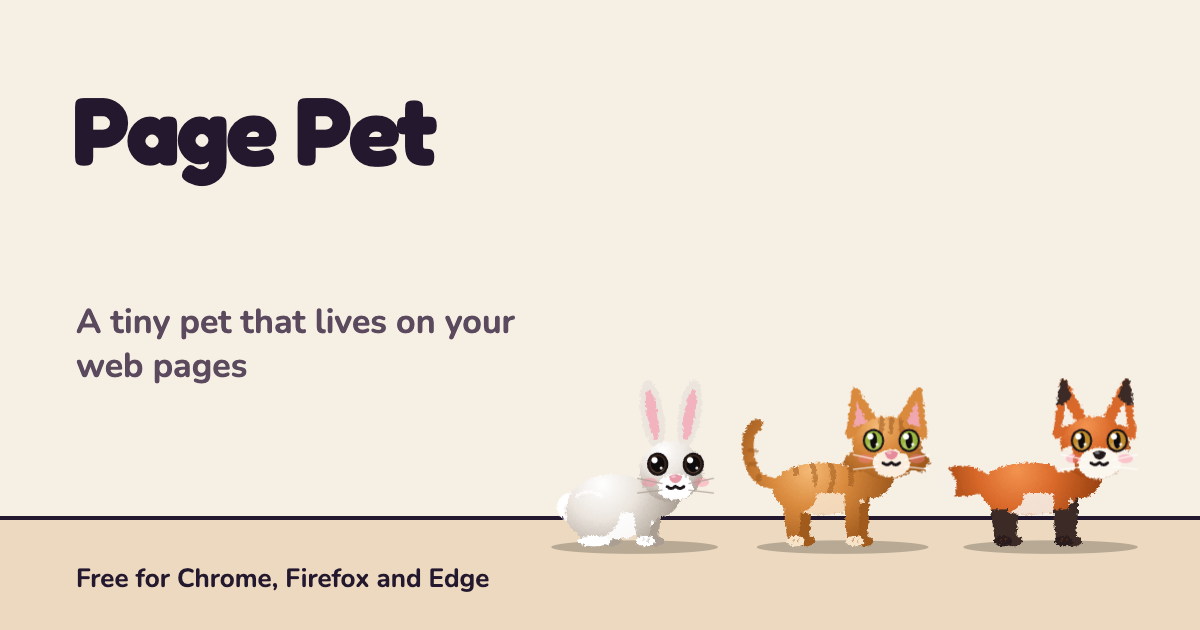 Page Pet
A tiny pet that lives on your
web pages
Free for Chrome, Firefox and Edge